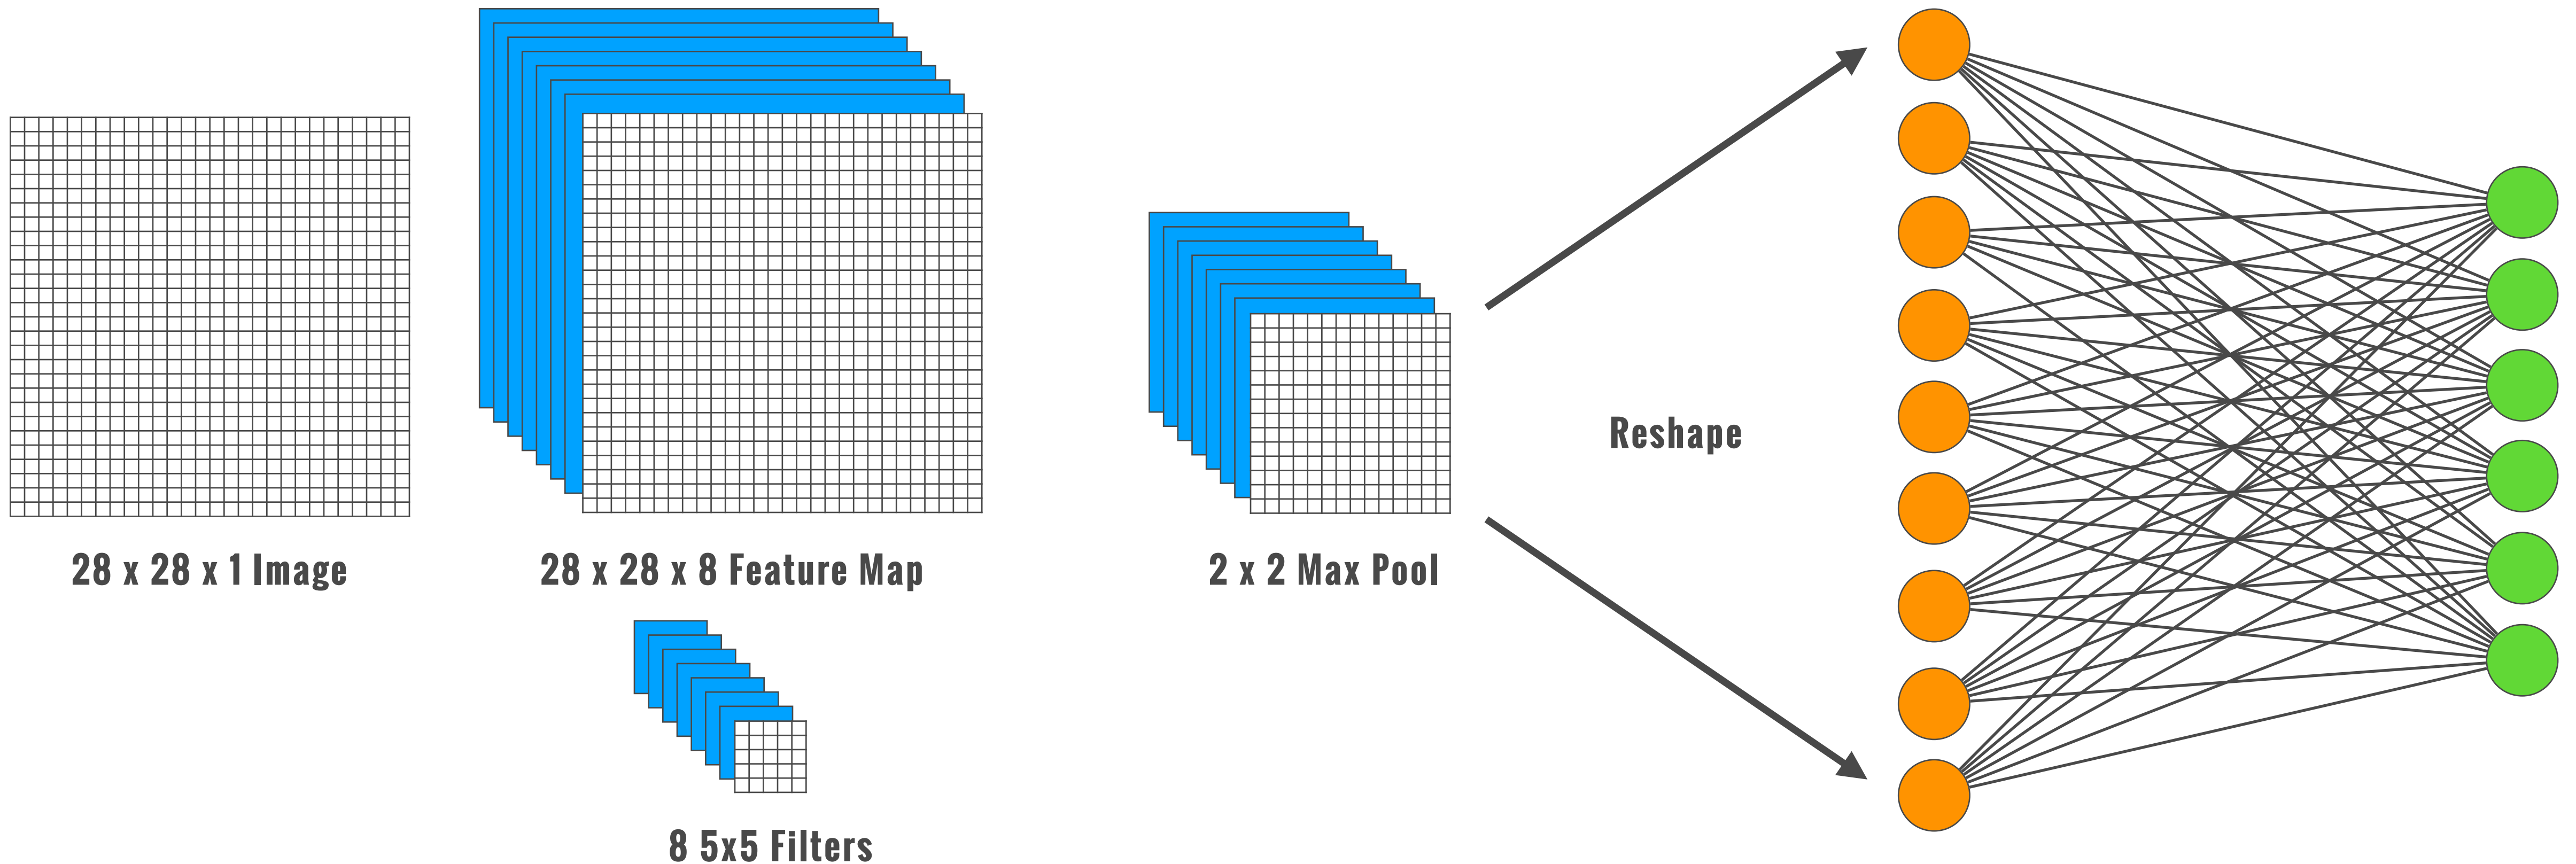 28 x 28 x 1 Image
28 x 28 x 8 Feature Map
2 x 2 Max Pool
Reshape
8 5x5 Filters